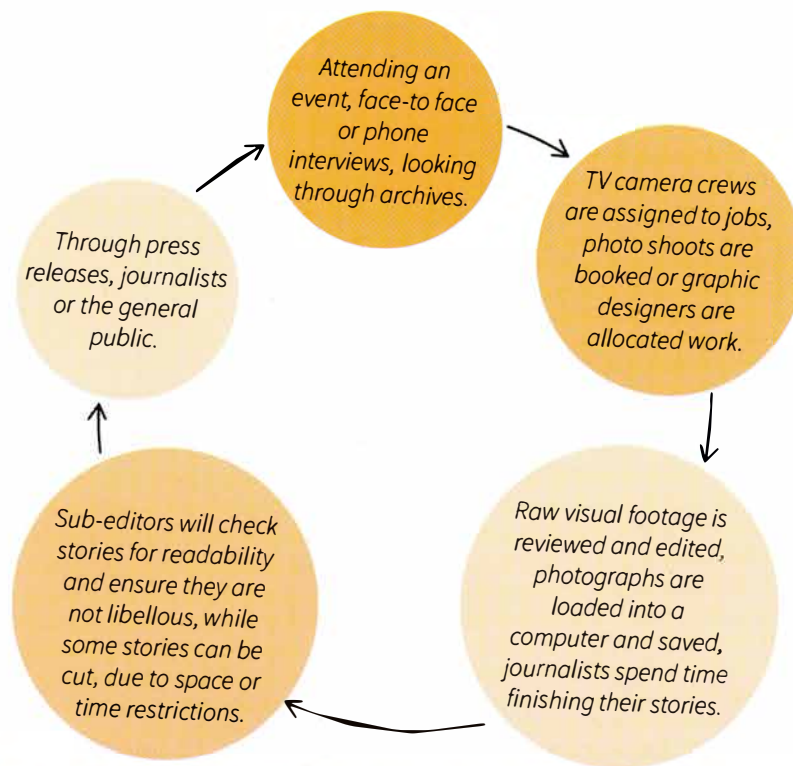 Attending an
event, face-to face
or phone
interviews, looking
through archives.
TV camera crews
are assigned to jobs,
photo shoots are
booked or graphic
designers are
allocated work.
Raw visual footage is
reviewed and edited,
photographs are
loaded into a
computer and saved,
journalists spend time
finishing their stories.
Sub-editors will check
stories for readability
and ensure they are
not libellous, while
some stories can be
cut, due to space or
time restrictions.
Through press
releases, journalists
or the general
public.